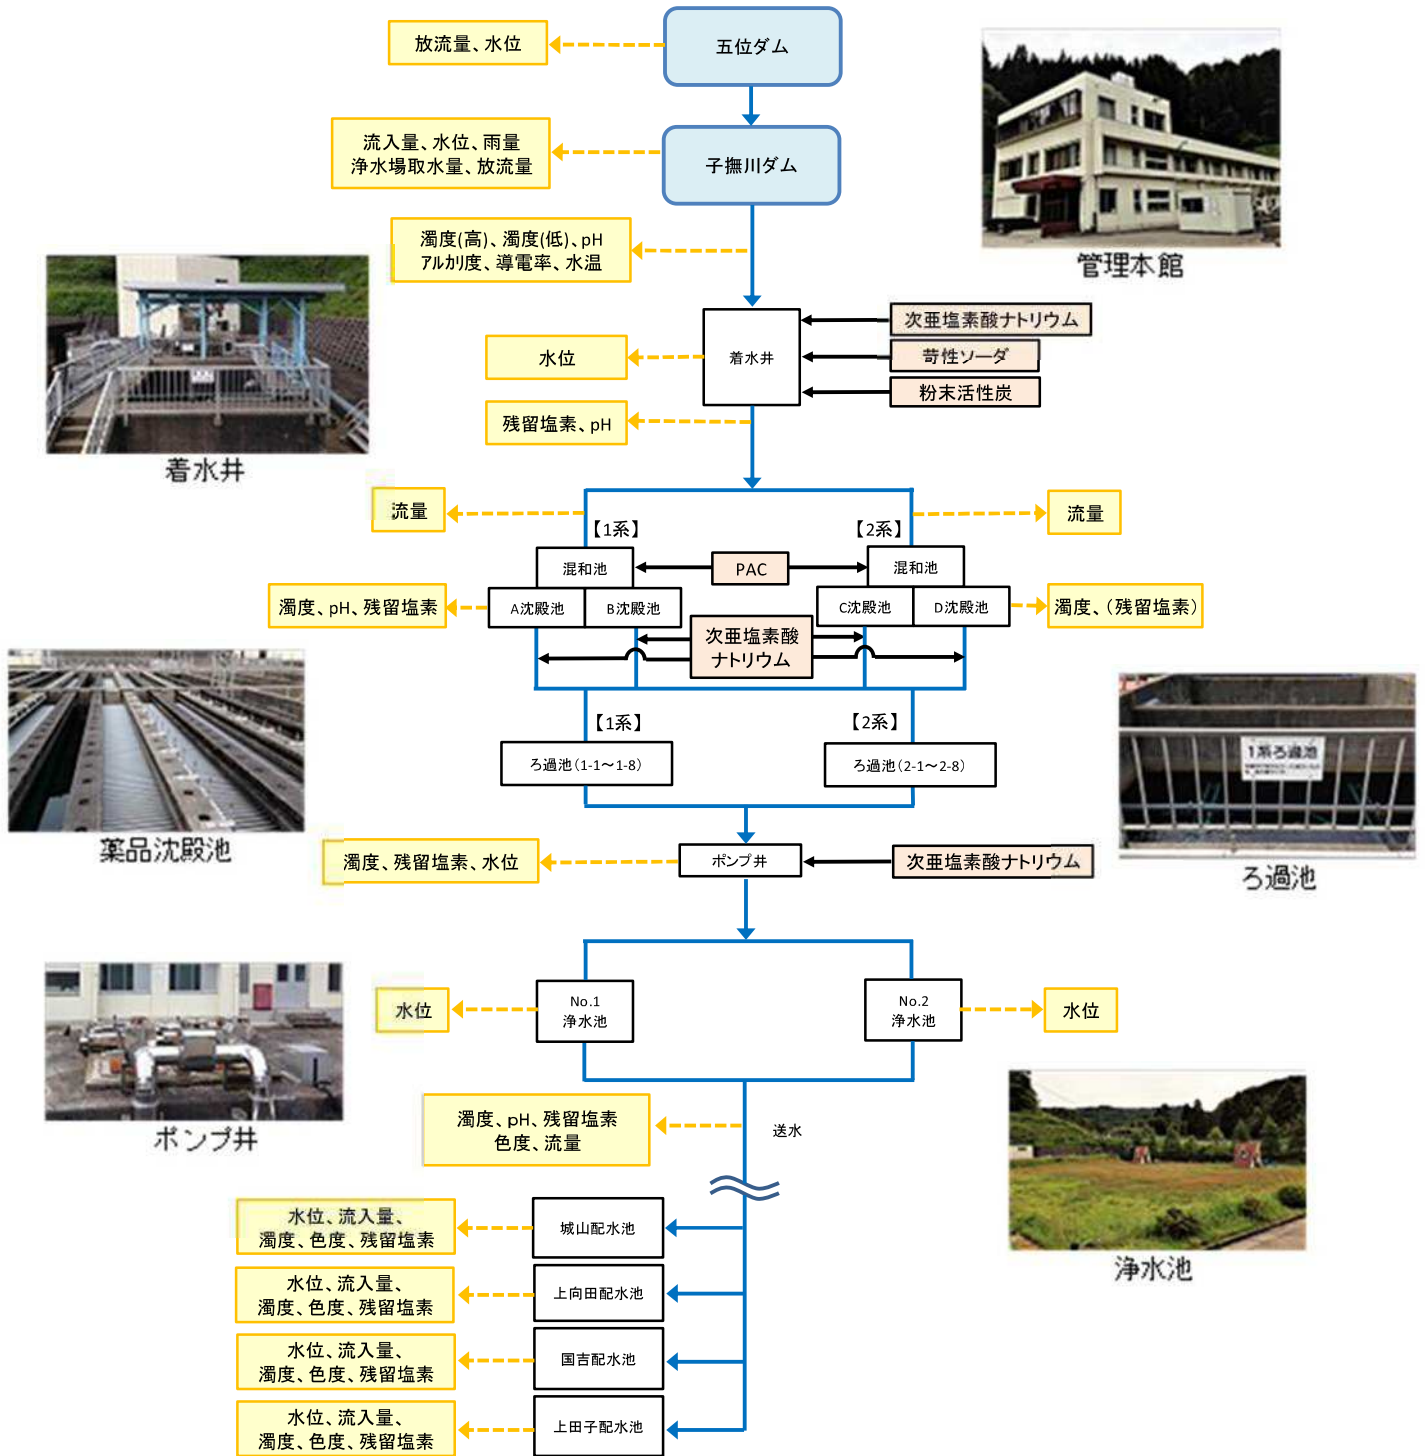 放流量、水位
五位ダム
流入量、水位、雨量
浄水場取水量、放流量
子撫川ダム
管理本館
濁度(高)、濁度(低)、pH
アルカリ度、導電率、水温
着水井
次亜塩素酸ナトリウム
苛性ソーダ
粉末活性炭
水位
着水井
残留塩素、pH
流量
【1系】
【2系】
流量
混和池
PAC
混和池
濁度、pH、残留塩素
A沈殿池
B沈殿池
C沈殿池
D沈殿池
濁度、(残留塩素)
次亜塩素酸
ナトリウム
薬品沈殿池
【1系】
【2系】
ろ過池(1-1～1-8)
ろ過池(2-1～2-8)
1系ろ過池
ろ過池
濁度、残留塩素、水位
ポンプ井
次亜塩素酸ナトリウム
ポンプ井
水位
No.1
浄水池
No.2
浄水池
水位
浄水池
濁度、pH、残留塩素
色度、流量
送水
水位、流入量、
濁度、色度、残留塩素
城山配水池
水位、流入量、
濁度、色度、残留塩素
上向田配水池
水位、流入量、
濁度、色度、残留塩素
国吉配水池
水位、流入量、
濁度、色度、残留塩素
上田子配水池